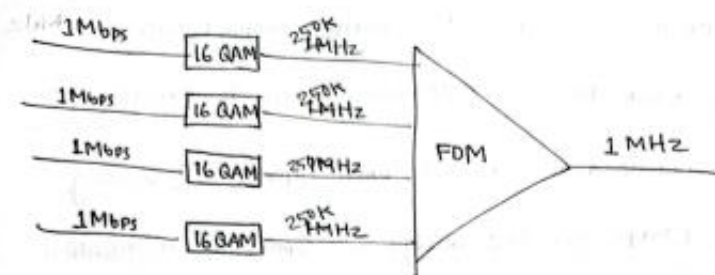 1Mbps 16 QAM 250K 1MHz
1Mbps 16 QAM 250K 1MHz
1Mbps 16 QAM
FDM 1 MHz
1Mbps 16 QAM 250K 1MHz